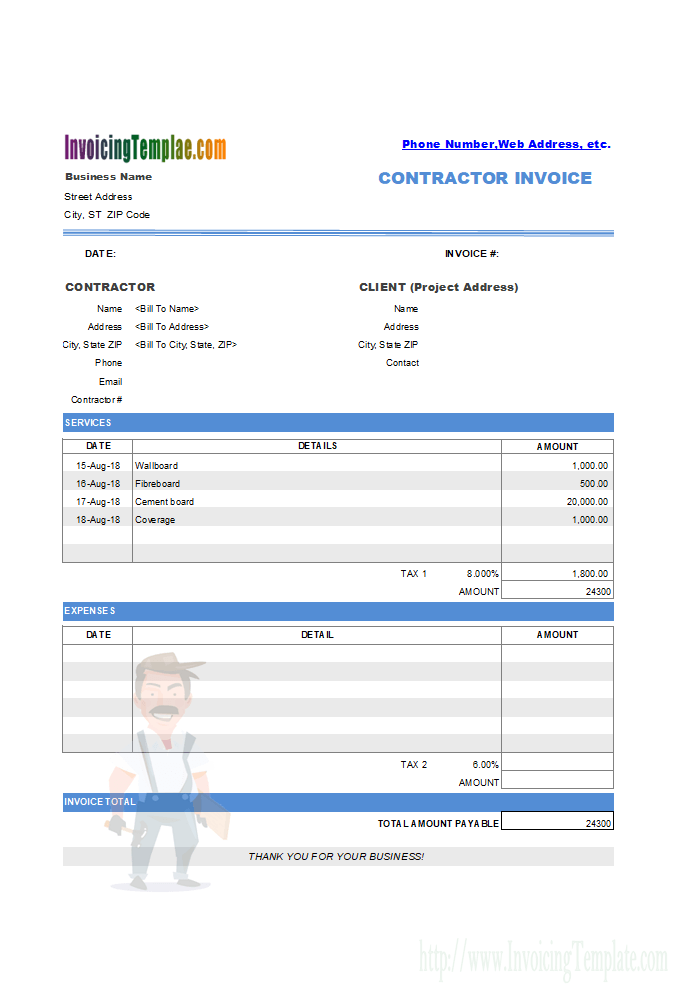 InvoicingTemplae.com
Phone Number,Web Address, etc.
Business Name
CONTRACTOR INVOICE
Street Address
City, ST ZIP Code
DATE: INVOICE #:
CONTRACTOR CLIENT (Project Address)
Name <Bill To Name> Name
Address <Bill To Address> Address
City, State ZIP <Bill To City, State, ZIP> City, State ZIP
Phone Contact
Email
Contractor #
SERVICES
DATE DETAILS AMOUNT
15-Aug-18 Wallboard 1,000.00
16-Aug-18 Fibreboard 500.00
17-Aug-18 Cement board 20,000.00
18-Aug-18 Coverage 1,000.00
TAX 1 8.000% 1,800.00
AMOUNT 24300
EXPENSES
DATE DETAIL AMOUNT
TAX 2 6.00%
AMOUNT
INVOICE TOTAL
TOTAL AMOUNT PAYABLE 24300
THANK YOU FOR YOUR BUSINESS!
http://www.InvoicingTemplate.com